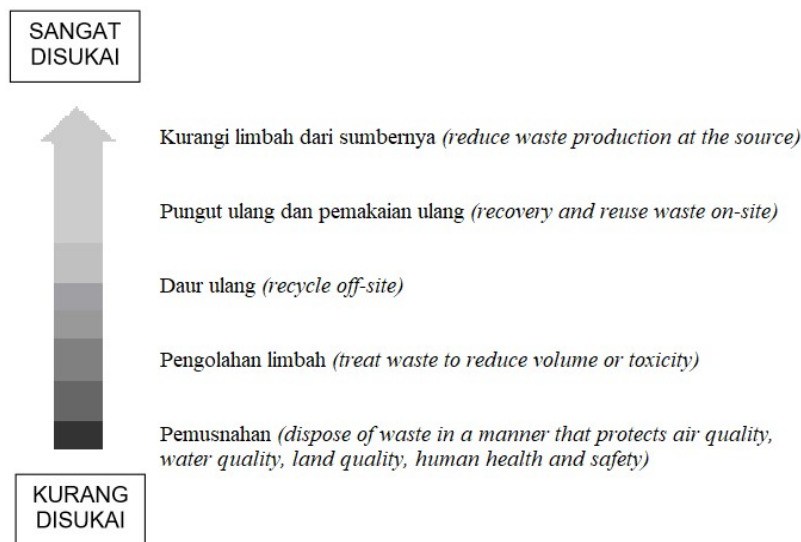 SANGAT
DISUKAI
Kurangi limbah dari sumbernya (reduce waste production at the source)
Pungut ulang dan pemakaian ulang (recovery and reuse waste on-site)
Daur ulang (recycle off-site)
Pengolahan limbah (treat waste to reduce volume or toxicity)
Pemusnahan (dispose of waste in a manner that protects air quality,
water quality, land quality, human health and safety)
KURANG
DISUKAI